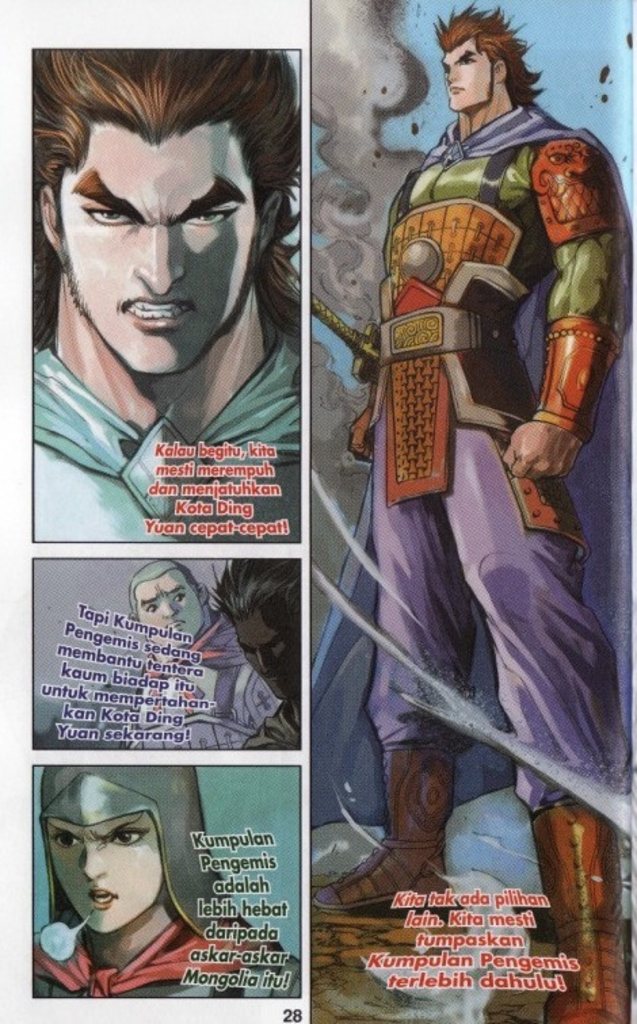 Kalau begitu, kita
mesti merempuh
dan menjatuhkan
Kota Ding
Yuan cepat-cepat!
Tapi Kumpulan
Pengemis sedang
membantu tentera
kaum biadap itu
untuk mempertahan-
kan Kota Ding
Yuan sekarang!
Kumpulan
Pengemis
adalah
lebih hebat
daripada
askar-askar
Mongolia itu!
Kita tak ada pilihan
lain. Kita mesti
tumpaskan
Kumpulan Pengemis
terlebih dahulu!
28